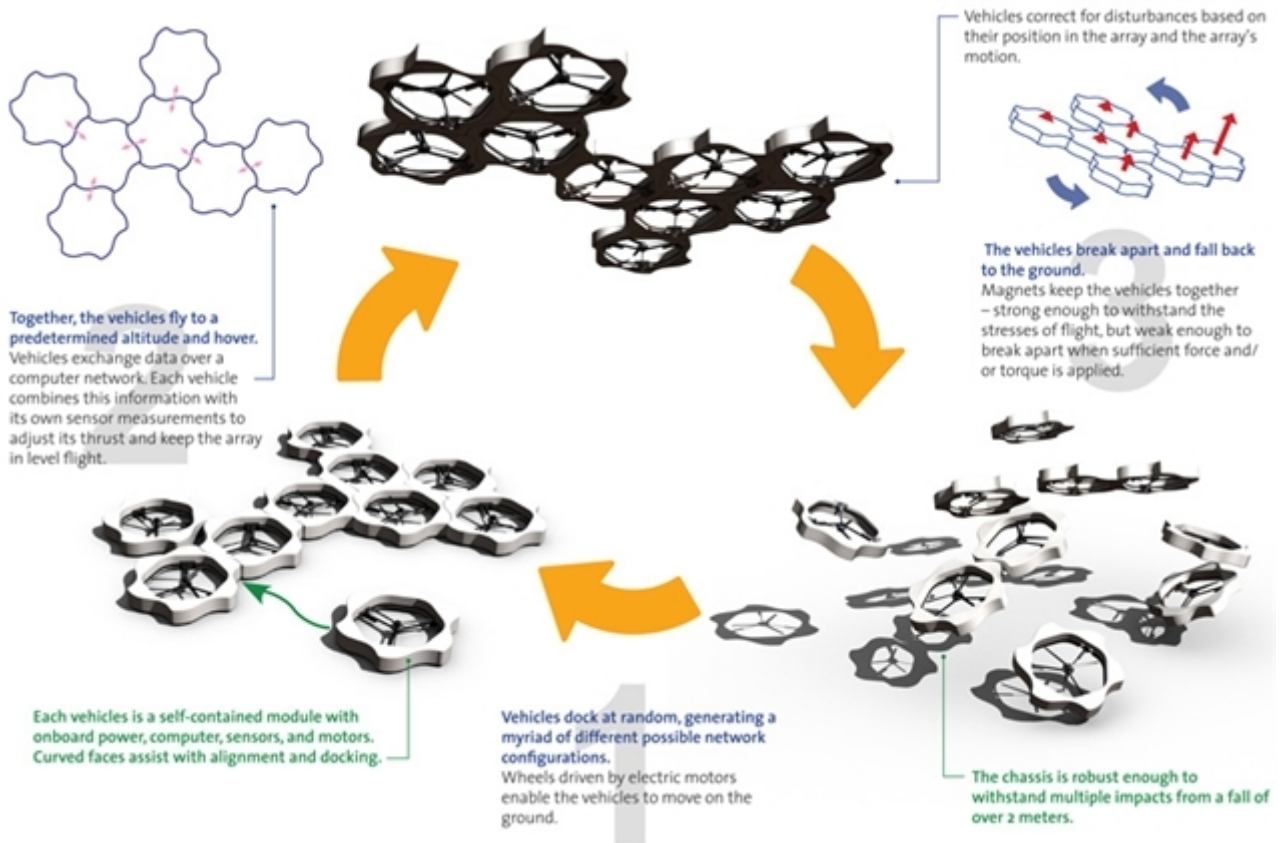 Vehicles correct for disturbances based on
their position in the array and the array's
motion.
Together, the vehicles fly to a
predetermined altitude and hover.
Vehicles exchange data over a
computer network. Each vehicle
combines this information with
its own sensor measurements to
adjust its thrust and keep the array
in level flight.
2
The vehicles break apart and fall back
to the ground.
Magnets keep the vehicles together
– strong enough to withstand the
stresses of flight, but weak enough to
break apart when sufficient force and/
or torque is applied.
3
Each vehicles is a self-contained module with
onboard power, computer, sensors, and motors.
Curved faces assist with alignment and docking.
Vehicles dock at random, generating a
myriad of different possible network
configurations.
Wheels driven by electric motors
enable the vehicles to move on the
ground.
1
The chassis is robust enough to
withstand multiple impacts from a fall of
over 2 meters.